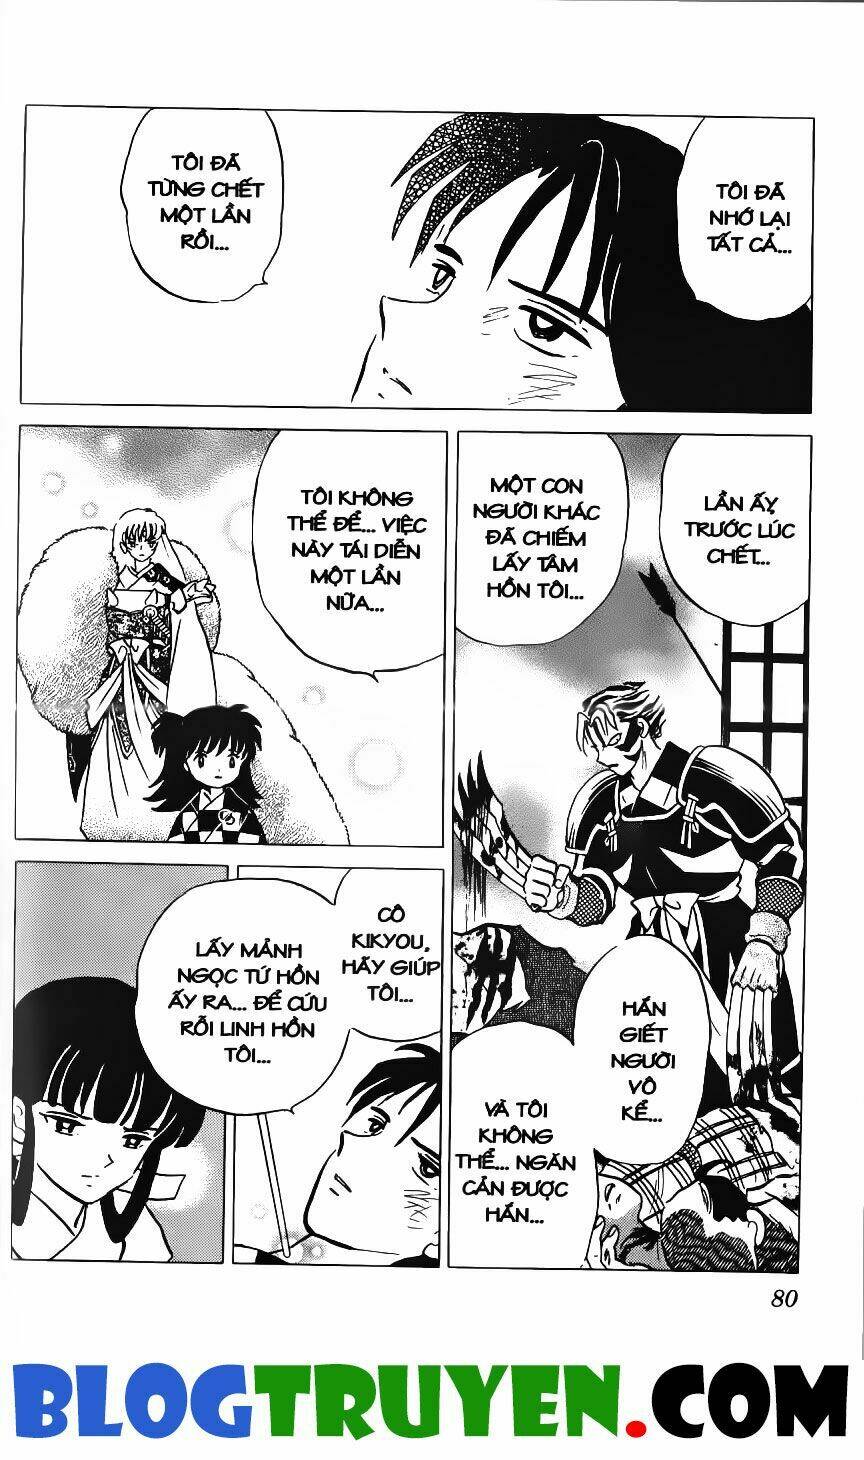 TÔI ĐÃ
NHỚ LẠI
TẤT CẢ...
TÔI ĐÃ
TỪNG CHẾT
MỘT LẦN
RỒI...
LẦN ẤY,
TRƯỚC LÚC
CHẾT...
MỘT CON
NGƯỜI KHÁC
ĐÃ CHIẾM
LẤY TÂM
HỒN TÔI...
HẮN
GIẾT
NGƯỜI
VÔ
KỂ...
VÀ TÔI
KHÔNG
THỂ... NGĂN
CẢN ĐƯỢC
HẮN...
TÔI KHÔNG
THỂ ĐỂ... VIỆC
NÀY TÁI DIỄN
MỘT LẦN
NỮA...
CÔ
KIKYOU,
HÃY GIÚP
TÔI...
LẤY MẢNH
NGỌC TỨ HỒN
ẤY RA... ĐỂ CỨU
RỖI LINH HỒN
TÔI...
80
BLOGTRUYEN.COM